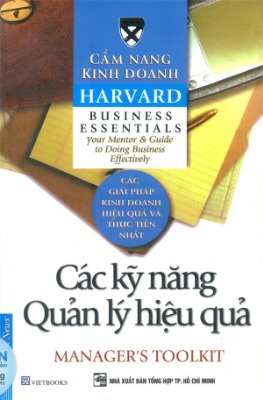 CẨM NANG
KINH DOANH
HARVARD
BUSINESS
ESSENTIALS
Your Mentor & Guide
to Doing Business
Effectively
CÁC
GIẢI PHÁP
KINH DOANH
HIỆU QUẢ VÀ
THỰC TIỄN
NHẤT
Các kỹ năng
Quản lý hiệu quả
MANAGER'S TOOLKIT
News
VIETBOOKS
NHÀ XUẤT BẢN TỔNG HỢP TP. HỒ CHÍ MINH